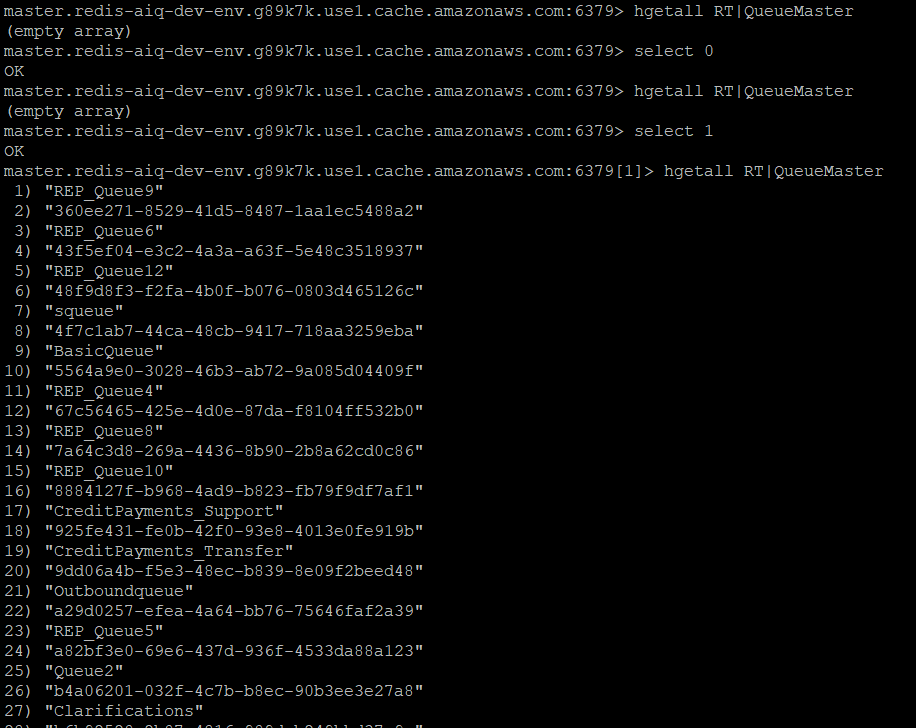 master.redis-aiq-dev-env.g89k7k.use1.cache.amazonaws.com:6379> hgetall RT|QueueMaster
(empty array)
master.redis-aiq-dev-env.g89k7k.use1.cache.amazonaws.com:6379> select 0
OK
master.redis-aiq-dev-env.g89k7k.use1.cache.amazonaws.com:6379> hgetall RT|QueueMaster
(empty array)
master.redis-aiq-dev-env.g89k7k.use1.cache.amazonaws.com:6379> select 1
OK
master.redis-aiq-dev-env.g89k7k.use1.cache.amazonaws.com:6379[1]> hgetall RT|QueueMaster
1) "REP_Queue9"
2) "360ee271-8529-41d5-8487-1aa1ec5488a2"
3) "REP_Queue6"
4) "43f5ef04-e3c2-4a3a-a63f-5e48c3518937"
5) "REP_Queue12"
6) "48f9d8f3-f2fa-4b0f-b076-0803d465126c"
7) "squeue"
8) "4f7c1ab7-44ca-48cb-9417-718aa3259eba"
9) "BasicQueue"
10) "5564a9e0-3028-46b3-ab72-9a085d04409f"
11) "REP_Queue4"
12) "67c56465-425e-4d0e-87da-f8104ff532b0"
13) "REP_Queue8"
14) "7a64c3d8-269a-4436-8b90-2b8a62cd0c86"
15) "REP_Queue10"
16) "8884127f-b968-4ad9-b823-fb79f9df7af1"
17) "CreditPayments_Support"
18) "925fe431-fe0b-42f0-93e8-4013e0fe919b"
19) "CreditPayments_Transfer"
20) "9dd06a4b-f5e3-48ec-b839-8e09f2beed48"
21) "Outboundqueue"
22) "a29d0257-efea-4a64-bb76-75646faf2a39"
23) "REP_Queue5"
24) "a82bf3e0-69e6-437d-936f-4533da88a123"
25) "Queue2"
26) "b4a06201-032f-4c7b-b8ec-90b3ee3e27a8"
27) "Clarifications"